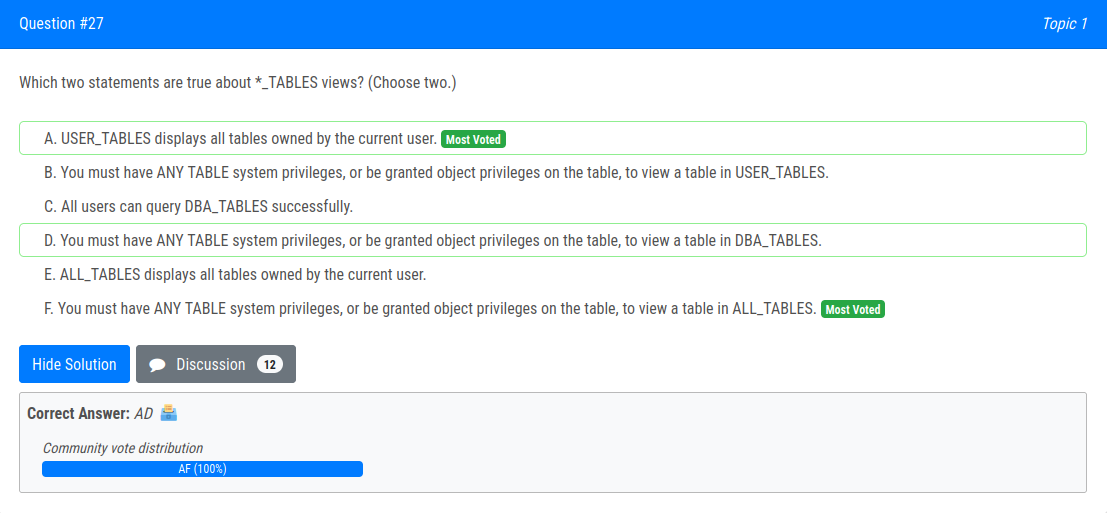 Question #27
Topic 1
Which two statements are true about *_TABLES views? (Choose two.)
A. USER_TABLES displays all tables owned by the current user. Most Voted
B. You must have ANY TABLE system privileges, or be granted object privileges on the table, to view a table in USER_TABLES.
C. All users can query DBA_TABLES successfully.
D. You must have ANY TABLE system privileges, or be granted object privileges on the table, to view a table in DBA_TABLES.
E. ALL_TABLES displays all tables owned by the current user.
F. You must have ANY TABLE system privileges, or be granted object privileges on the table, to view a table in ALL_TABLES. Most Voted
Hide Solution
Discussion 12
Correct Answer: AD
Community vote distribution
AF (100%)